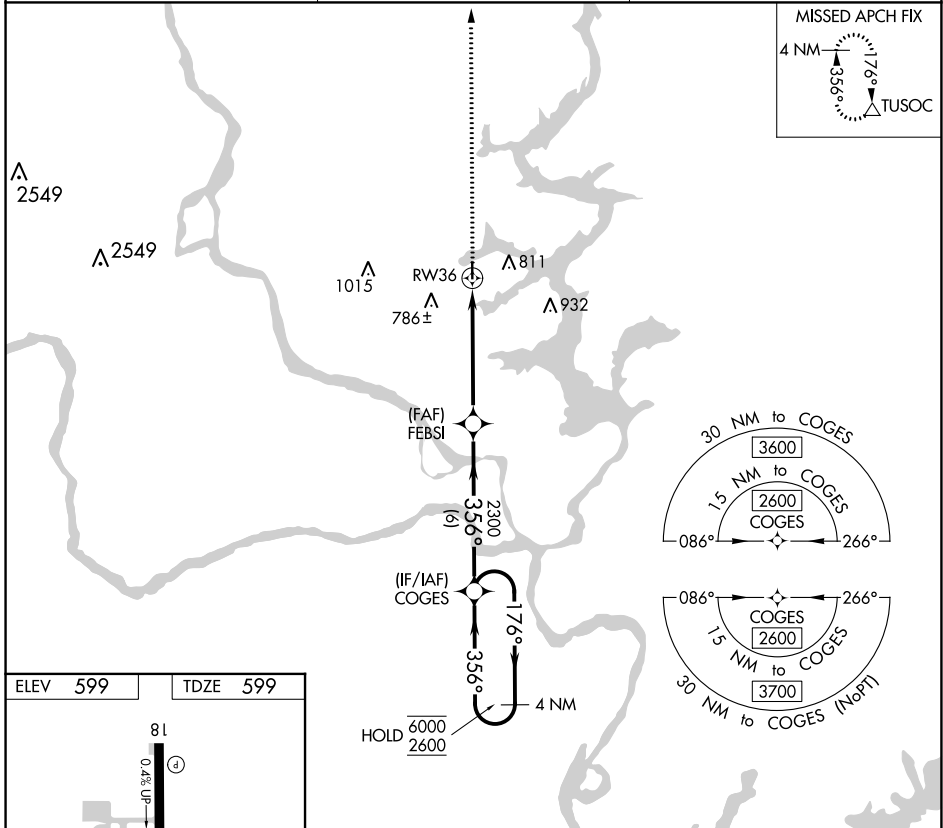 MISSED APCH FIX
4 NM
356°
176°
TUSOC
2549
2549
1015
RW36
811
786±
932
(FAF)
FEBSI
2300
356°
(6)
(IF/IAF)
COGES
176°
356°
4 NM
HOLD 6000
2600
30 NM to COGES
3600
15 NM to COGES
2600
COGES
086°
266°
086°
266°
COGES
2600
15 NM to COGES
3700
30 NM to COGES (NoPT)
ELEV 599
TDZE 599
18
P
0.4% UP